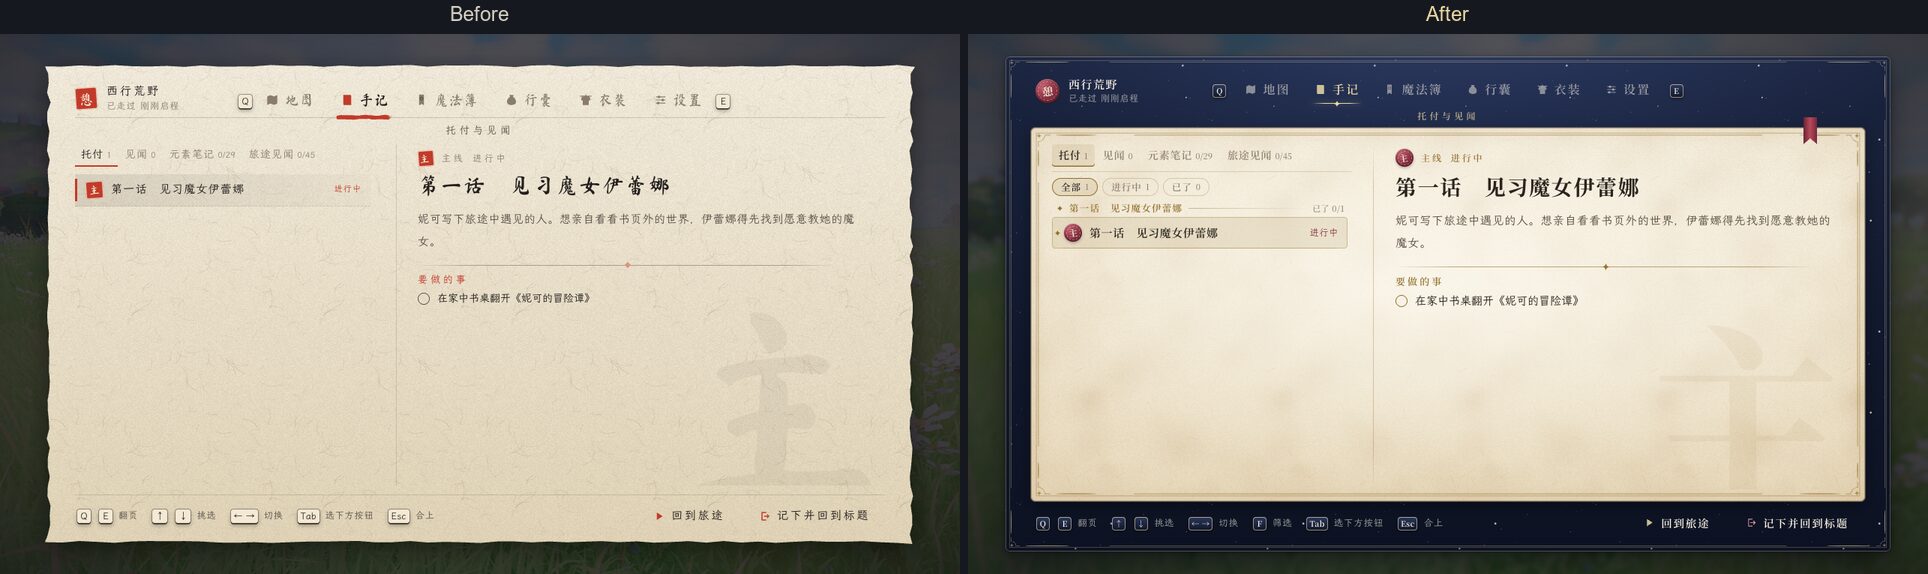 Before
憩 西行荒野
已走过 刚刚启程
Q 地图 手记 魔法簿 行囊 衣装 设置 E
托付与见闻
托付 1 见闻 0 元素笔记 0/29 旅途见闻 0/45
主 第一话 见习魔女伊蕾娜 进行中
主 主线 进行中
第一话 见习魔女伊蕾娜
妮可写下旅途中遇见的人。想亲自看看书页外的世界，伊蕾娜得先找到愿意教她的魔
女。
要做的事
在家中书桌翻开《妮可的冒险谭》
主
Q E 翻页 ↑ ↓ 挑选 ←→ 切换 Tab 选下方按钮 Esc 合上
回到旅途 记下并回到标题
After
憩 西行荒野
已走过 刚刚启程
Q 地图 手记 魔法簿 行囊 衣装 设置 E
托付与见闻
托付 1 见闻 0 元素笔记 0/29 旅途见闻 0/45
全部 1 进行中 1 已了 0
第一话 见习魔女伊蕾娜 已了 0/1
主 第一话 见习魔女伊蕾娜 进行中
主 主线 进行中
第一话 见习魔女伊蕾娜
妮可写下旅途中遇见的人。想亲自看看书页外的世界，伊蕾娜得先找到愿意教她的
魔女。
要做的事
在家中书桌翻开《妮可的冒险谭》
主
Q E 翻页 ↑ ↓ 挑选 ←→ 切换 F 筛选 Tab 选下方按钮 Esc 合上
回到旅途 记下并回到标题